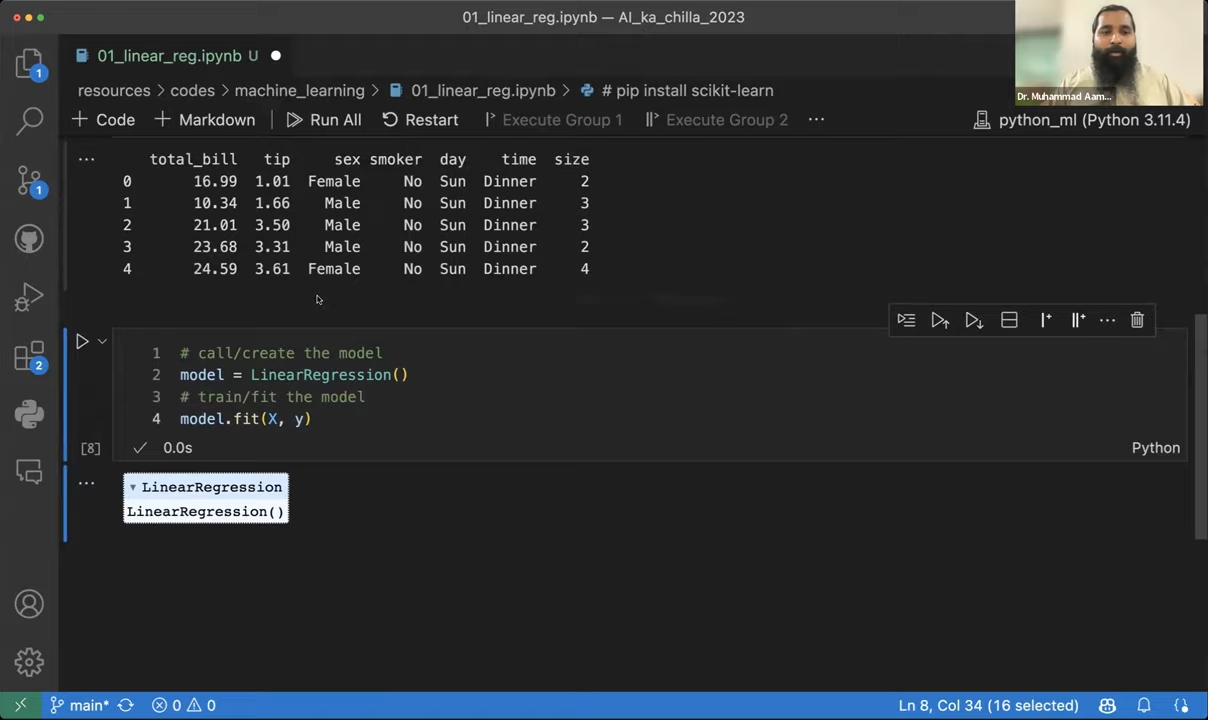 01_linear_reg.ipynb — AI_ka_chilla_2023
01_linear_reg.ipynb U
resources > codes > machine_learning > 01_linear_reg.ipynb > # pip install scikit-learn
+ Code + Markdown Run All Restart Execute Group 1 Execute Group 2 ... python_ml (Python 3.11.4)
Dr. Muhammad Aam...
... total_bill tip sex smoker day time size
0 16.99 1.01 Female No Sun Dinner 2
1 10.34 1.66 Male No Sun Dinner 3
2 21.01 3.50 Male No Sun Dinner 3
3 23.68 3.31 Male No Sun Dinner 2
4 24.59 3.61 Female No Sun Dinner 4
1 # call/create the model
2 model = LinearRegression()
3 # train/fit the model
4 model.fit(X, y)
[8] 0.0s Python
... LinearRegression
LinearRegression()
1
1
2
main* 0 0 Ln 8, Col 34 (16 selected)